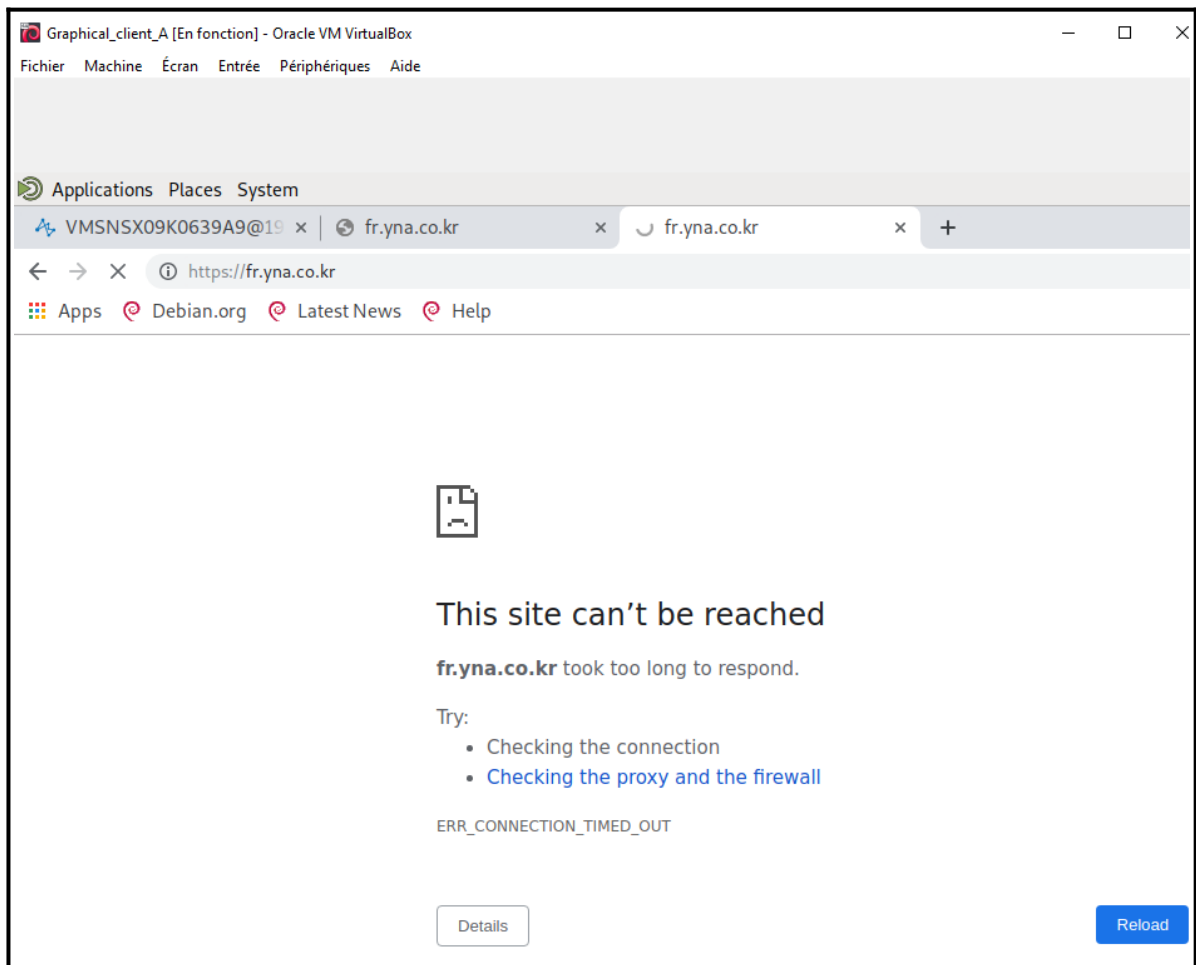 Graphical_client_A [En fonction] - Oracle VM VirtualBox
Fichier Machine Écran Entrée Périphériques Aide
Applications Places System
VMSNSX09K0639A9@19 fr.yna.co.kr fr.yna.co.kr
https://fr.yna.co.kr
Apps Debian.org Latest News Help
This site can’t be reached
fr.yna.co.kr took too long to respond.
Try:
• Checking the connection
• Checking the proxy and the firewall
ERR_CONNECTION_TIMED_OUT
Details Reload